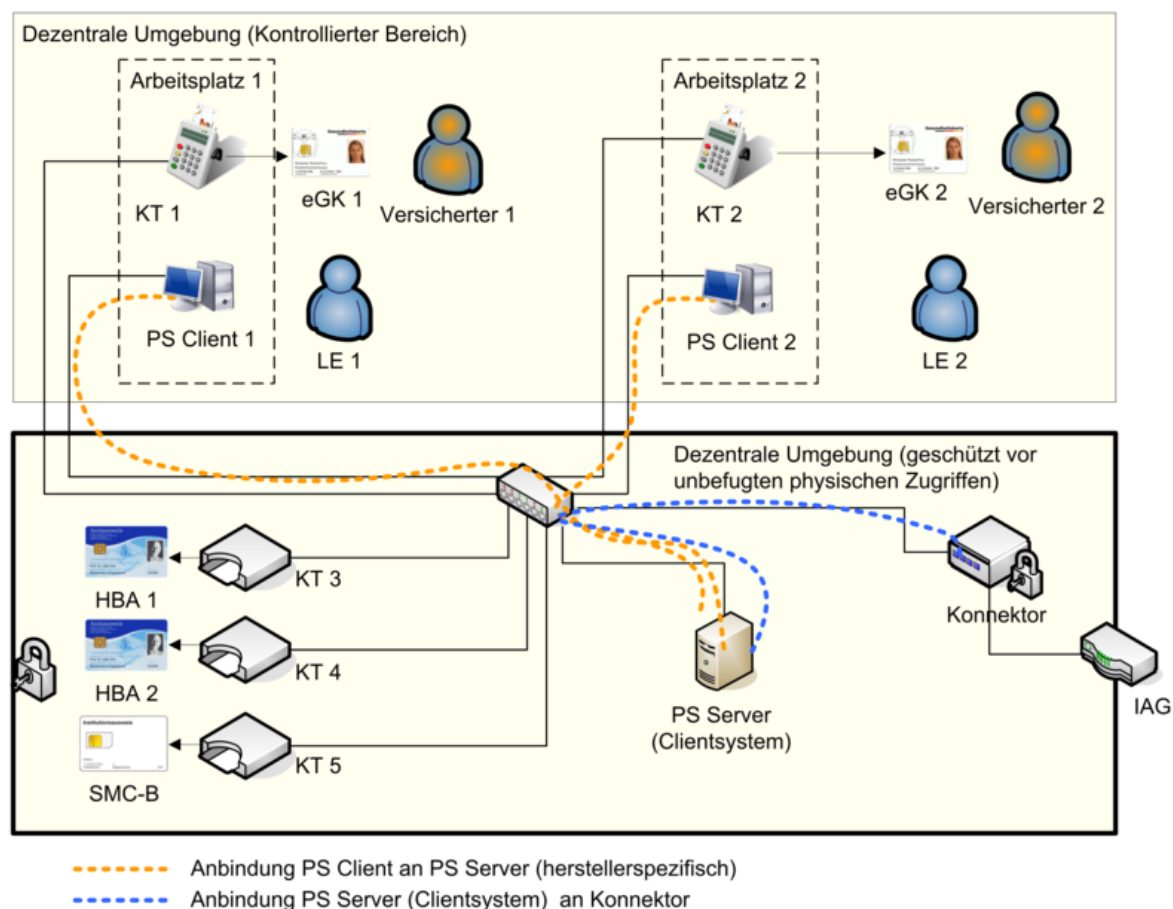 Dezentrale Umgebung (Kontrollierter Bereich)
Arbeitsplatz 1
Arbeitsplatz 2
Gesundheitskarte
Gesundheitskarte
KT 1
eGK 1
Versicherter 1
KT 2
eGK 2
Versicherter 2
PS Client 1
LE 1
PS Client 2
LE 2
Dezentrale Umgebung (geschützt vor
unbefugten physischen Zugriffen)
HBA 1
KT 3
Konnektor
HBA 2
KT 4
PS Server
(Clientsystem)
IAG
Institutionsausweis
SMC-B
KT 5
Anbindung PS Client an PS Server (herstellerspezifisch)
Anbindung PS Server (Clientsystem) an Konnektor